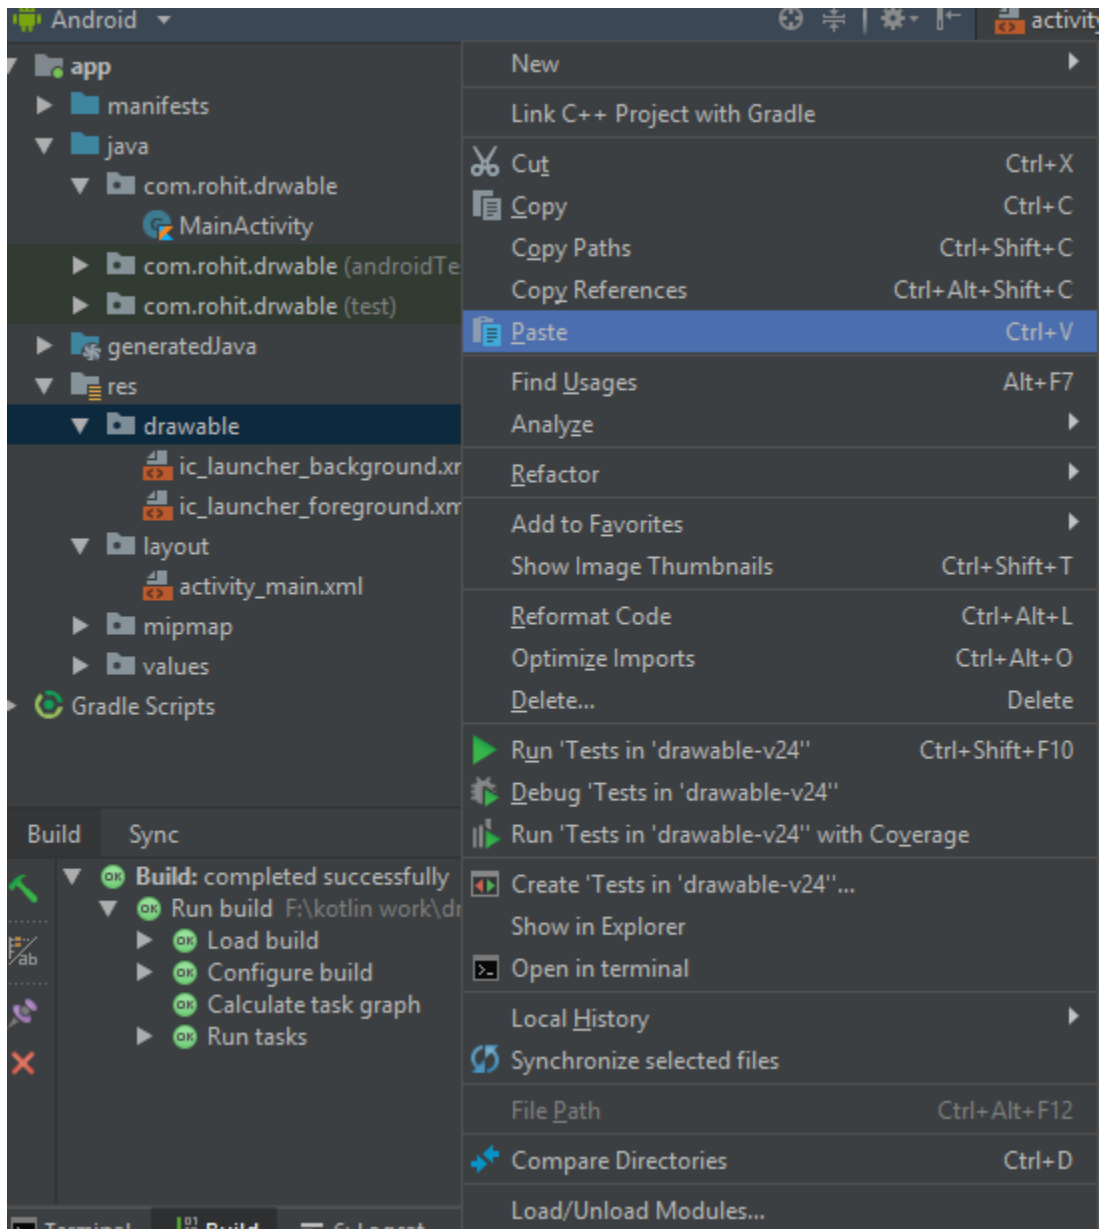 Android
activity
app
manifests
java
com.rohit.drwable
MainActivity
com.rohit.drwable (androidTe
com.rohit.drwable (test)
generatedJava
res
drawable
ic_launcher_background.xr
ic_launcher_foreground.xm
layout
activity_main.xml
mipmap
values
Gradle Scripts
New
Link C++ Project with Gradle
Cut Ctrl+X
Copy Ctrl+C
Copy Paths Ctrl+Shift+C
Copy References Ctrl+Alt+Shift+C
Paste Ctrl+V
Find Usages Alt+F7
Analyze
Refactor
Add to Favorites
Show Image Thumbnails Ctrl+Shift+T
Reformat Code Ctrl+Alt+L
Optimize Imports Ctrl+Alt+O
Delete... Delete
Run 'Tests in 'drawable-v24'' Ctrl+Shift+F10
Debug 'Tests in 'drawable-v24''
Run 'Tests in 'drawable-v24'' with Coverage
Create 'Tests in 'drawable-v24''...
Show in Explorer
Open in terminal
Local History
Synchronize selected files
File Path Ctrl+Alt+F12
Compare Directories Ctrl+D
Load/Unload Modules...
Build Sync
Build: completed successfully
Run build F:\kotlin work\dr
Load build
Configure build
Calculate task graph
Run tasks
Terminal Build 6: Logcat